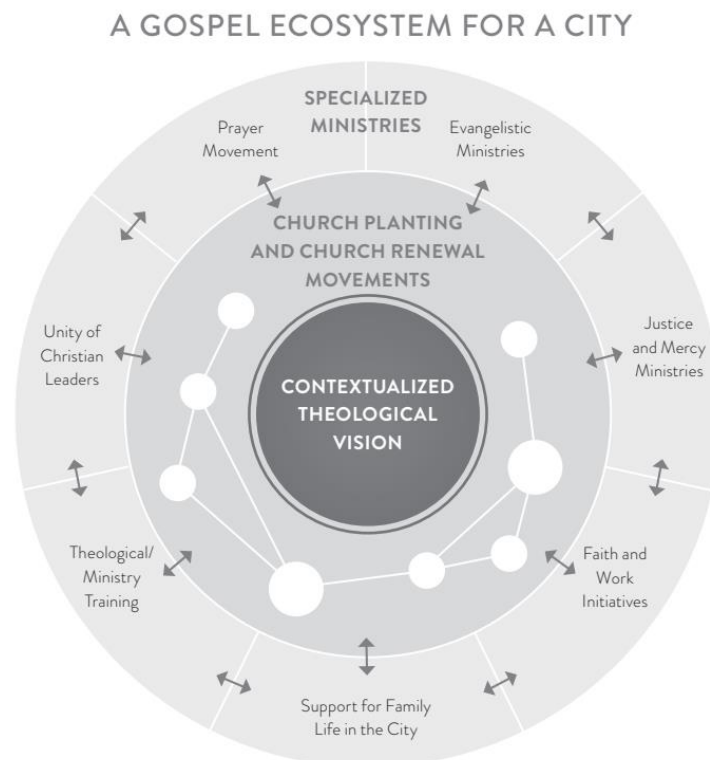 A GOSPEL ECOSYSTEM FOR A CITY
SPECIALIZED
MINISTRIES
Prayer
Movement
Evangelistic
Ministries
CHURCH PLANTING
AND CHURCH RENEWAL
MOVEMENTS
Unity of
Christian
Leaders
Justice
and Mercy
Ministries
CONTEXTUALIZED
THEOLOGICAL
VISION
Theological/
Ministry
Training
Faith and
Work
Initiatives
Support for Family
Life in the City